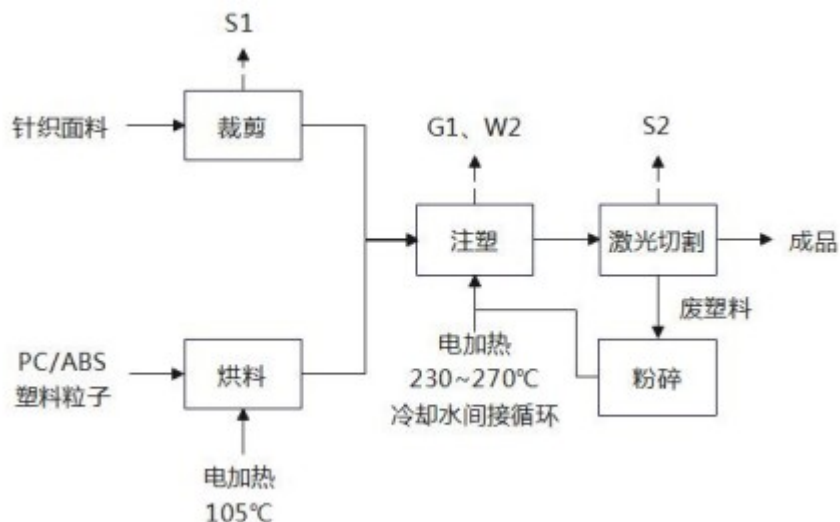 S1
针织面料
裁剪
G1、W2
S2
注塑
激光切割
成品
废塑料
PC/ABS
塑料粒子
烘料
电加热
230~270℃
冷却水间接循环
粉碎
电加热
105℃